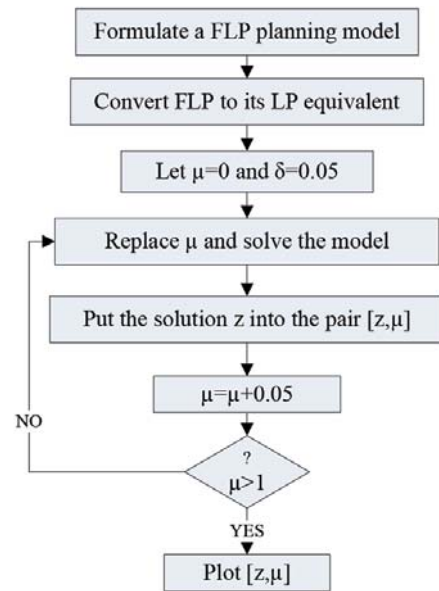 Formulate a FLP planning model
Convert FLP to its LP equivalent
Let µ=0 and δ=0.05
Replace µ and solve the model
Put the solution z into the pair [z,µ]
µ=µ+0.05
NO
?
µ>1
YES
Plot [z,µ]